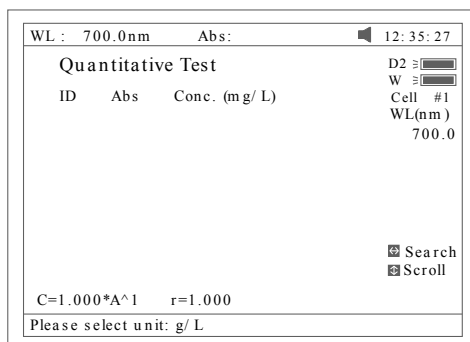 WL: 700.0nm Abs: 12:35:27
Quantitative Test
ID Abs Conc. (mg/L)
D2
W
Cell #1
WL(nm)
700.0
Search
Scroll
C=1.000*A^1 r=1.000
Please select unit: g/L